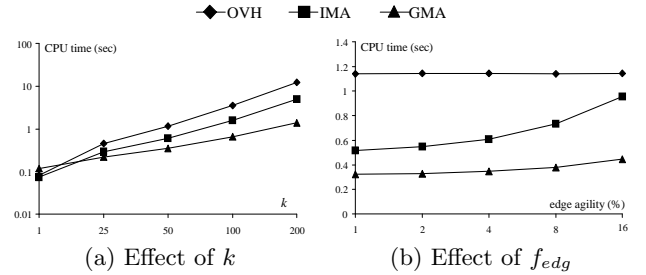 OVH IMA GMA
CPU time (sec)
100
10
1
0.1
0.01
1 25 50 100 200
k
(a) Effect of k
CPU time (sec)
1.4
1.2
1
0.8
0.6
0.4
0.2
0
1 2 4 8 16
edge agility (%)
(b) Effect of f_edg